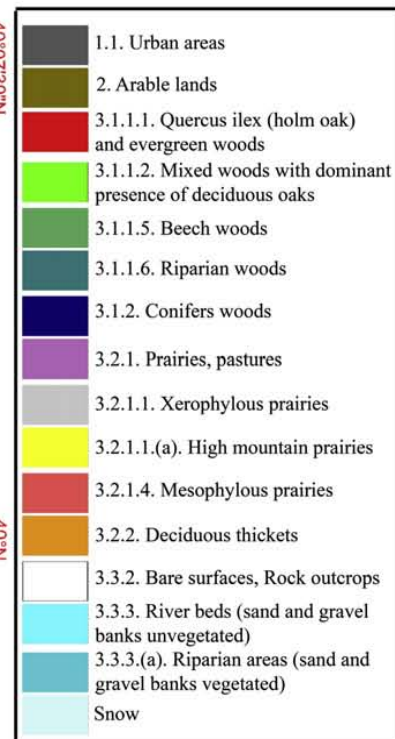 1.1. Urban areas
2. Arable lands
3.1.1.1. Quercus ilex (holm oak)
and evergreen woods
3.1.1.2. Mixed woods with dominant
presence of deciduous oaks
3.1.1.5. Beech woods
3.1.1.6. Riparian woods
3.1.2. Conifers woods
3.2.1. Prairies, pastures
3.2.1.1. Xerophylous prairies
3.2.1.1.(a). High mountain prairies
3.2.1.4. Mesophylous prairies
3.2.2. Deciduous thickets
3.3.2. Bare surfaces, Rock outcrops
3.3.3. River beds (sand and gravel
banks unvegetated)
3.3.3.(a). Riparian areas (sand and
gravel banks vegetated)
Snow